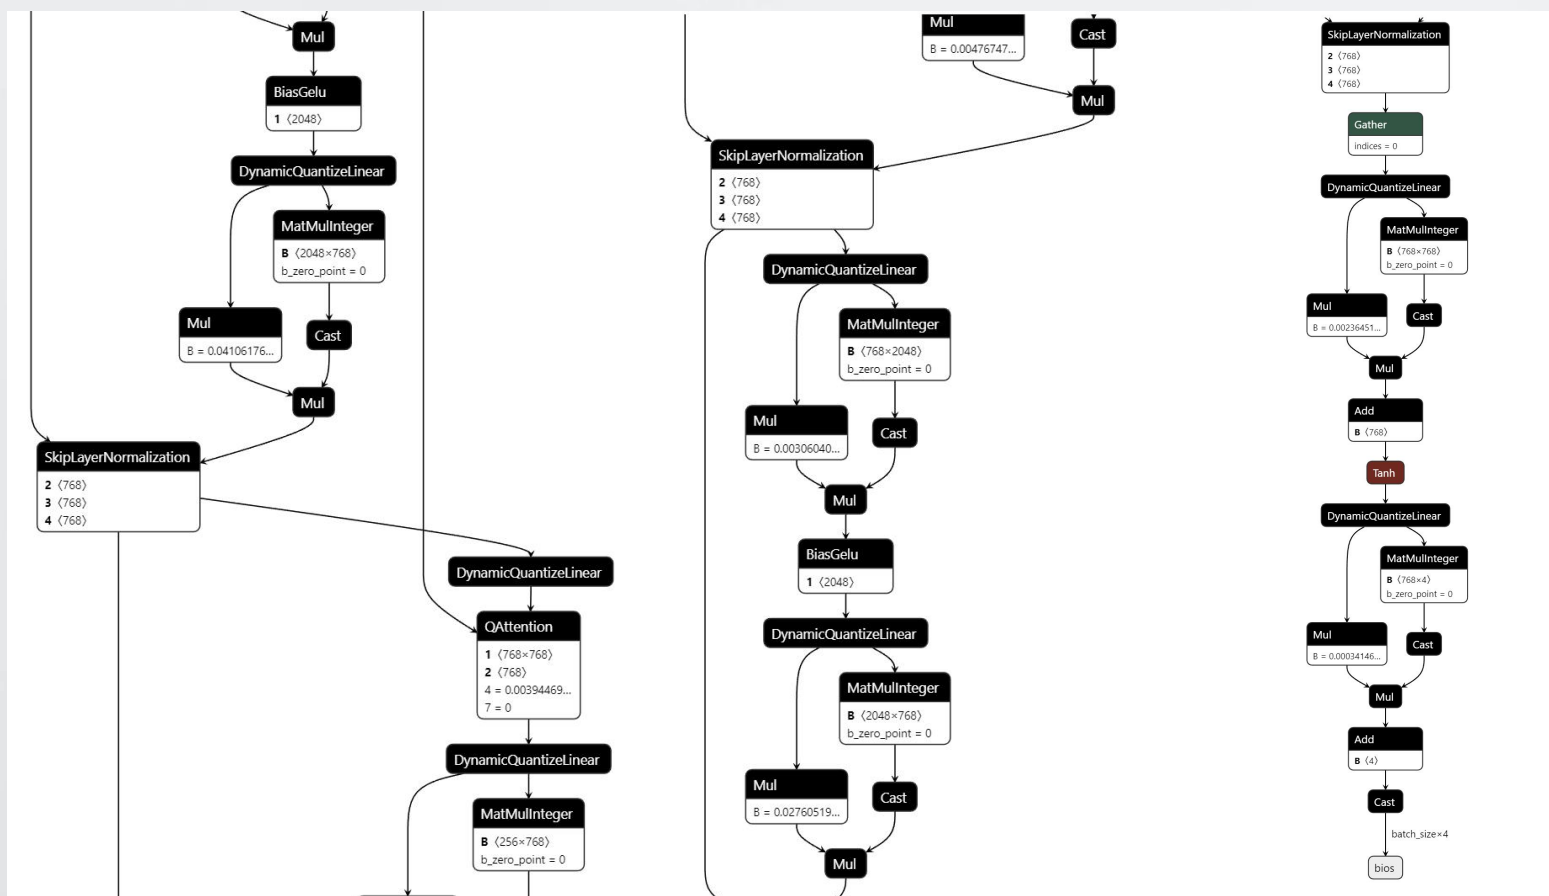 Mul
BiasGelu
1 ⟨2048⟩
DynamicQuantizeLinear
MatMulInteger
B ⟨2048×768⟩
b_zero_point = 0
Mul
B = 0.04106176...
Cast
Mul
SkipLayerNormalization
2 ⟨768⟩
3 ⟨768⟩
4 ⟨768⟩
DynamicQuantizeLinear
QAttention
1 ⟨768×768⟩
2 ⟨768⟩
4 = 0.00394469...
7 = 0
DynamicQuantizeLinear
MatMulInteger
B ⟨256×768⟩
b_zero_point = 0
Mul
B = 0.00476747...
Cast
Mul
SkipLayerNormalization
2 ⟨768⟩
3 ⟨768⟩
4 ⟨768⟩
DynamicQuantizeLinear
MatMulInteger
B ⟨768×2048⟩
b_zero_point = 0
Mul
B = 0.00306040...
Cast
Mul
BiasGelu
1 ⟨2048⟩
DynamicQuantizeLinear
MatMulInteger
B ⟨2048×768⟩
b_zero_point = 0
Mul
B = 0.02760519...
Cast
Mul
SkipLayerNormalization
2 ⟨768⟩
3 ⟨768⟩
4 ⟨768⟩
Gather
indices = 0
DynamicQuantizeLinear
MatMulInteger
B ⟨768×768⟩
b_zero_point = 0
Mul
B = 0.00236451...
Cast
Mul
Add
B ⟨768⟩
Tanh
DynamicQuantizeLinear
MatMulInteger
B ⟨768×4⟩
b_zero_point = 0
Mul
B = 0.00034146...
Cast
Mul
Add
B ⟨4⟩
Cast
batch_size×4
bios